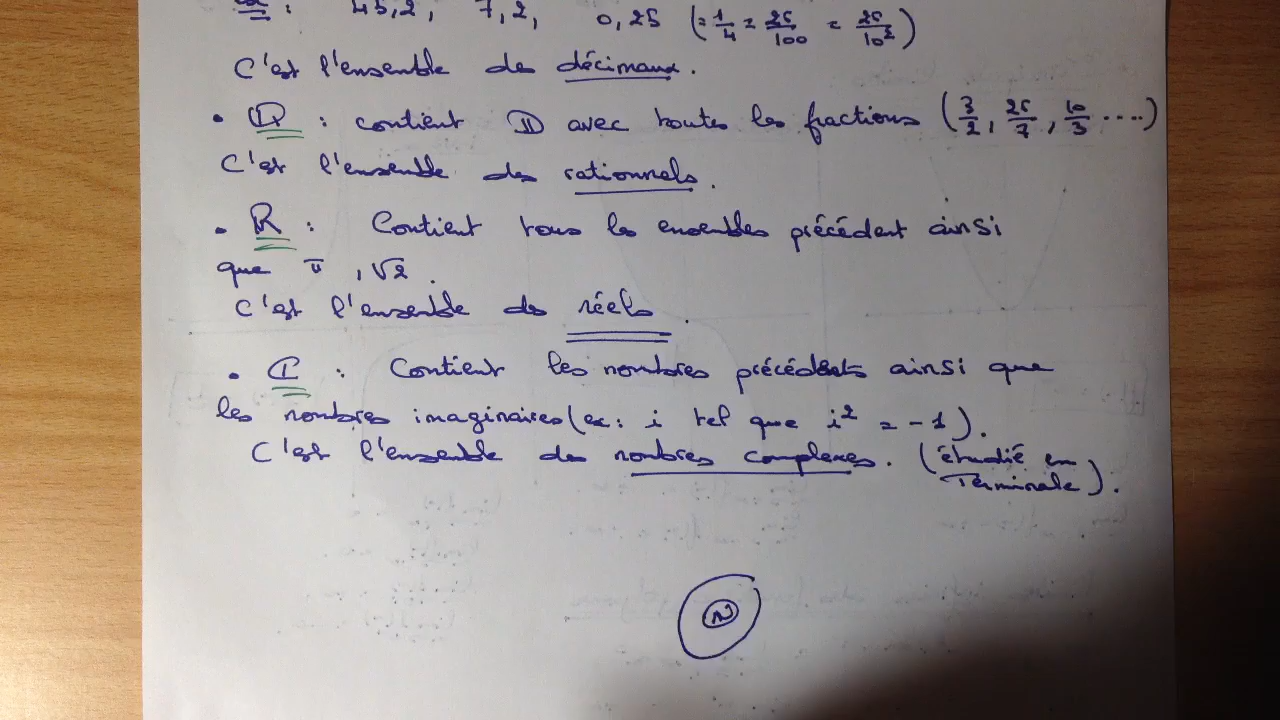 Ex : 45,2, 7,2, 0,25 (= 1/4 = 25/100 = 25/10²)
C'est l'ensemble des décimaux.
• ℚ : contient 𝔻 avec toutes les fractions (3/2, 25/7, 10/3 ....)
C'est l'ensemble des rationnels.
• ℝ : Contient tous les ensembles précédent ainsi
que π, √2.
C'est l'ensemble des réels.
• ℂ : Contient les nombres précédents ainsi que
les nombres imaginaires (ex : i tel que i² = -1).
C'est l'ensemble des nombres complexes. (étudié en
Terminale).
ℕ